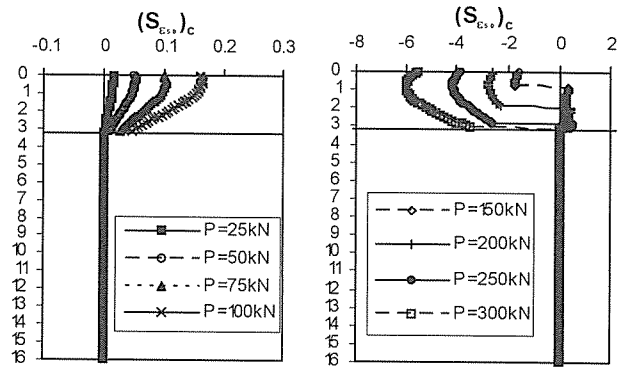 (Sε₅₀)c
-0.1 0 0.1 0.2 0.3
0
1
2
3
4
5
6
7
8
9
10
11
12
13
14
15
16
P=25kN
P=50kN
P=75kN
P=100kN
(Sε₅₀)c
-8 -6 -4 -2 0 2
0
1
2
3
4
5
6
7
8
9
10
11
12
13
14
15
16
P=150kN
P=200kN
P=250kN
P=300kN